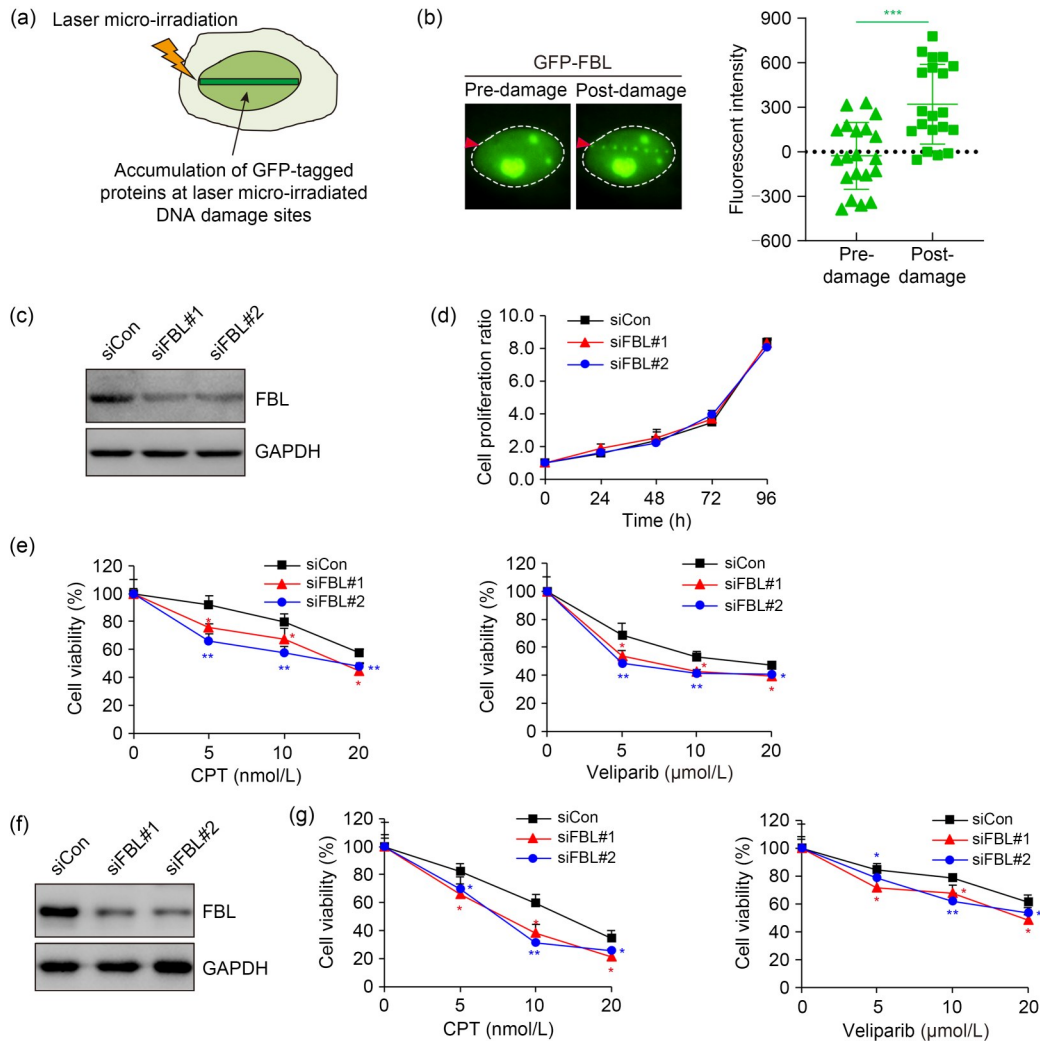 (a)
Laser micro-irradiation
Accumulation of GFP-tagged
proteins at laser micro-irradiated
DNA damage sites
(b)
GFP-FBL
Pre-damage Post-damage
***
Fluorescent intensity
900
600
300
0
−300
−600
Pre-
damage
Post-
damage
(c)
siCon siFBL#1 siFBL#2
FBL
GAPDH
(d)
siCon
siFBL#1
siFBL#2
Cell proliferation ratio
10.0
8.0
6.0
4.0
2.0
0.0
0 24 48 72 96
Time (h)
(e)
siCon
siFBL#1
siFBL#2
Cell viability (%)
120
100
80
60
40
20
0
* * *
** ** **
0 5 10 20
CPT (nmol/L)
siCon
siFBL#1
siFBL#2
Cell viability (%)
120
100
80
60
40
20
0
* * *
** ** *
0 5 10 20
Veliparib (μmol/L)
(f)
siCon siFBL#1 siFBL#2
FBL
GAPDH
(g)
siCon
siFBL#1
siFBL#2
Cell viability (%)
120
100
80
60
40
20
0
* * *
* ** *
0 5 10 20
CPT (nmol/L)
siCon
siFBL#1
siFBL#2
Cell viability (%)
120
100
80
60
40
20
0
* ** *
* * *
0 5 10 20
Veliparib (μmol/L)